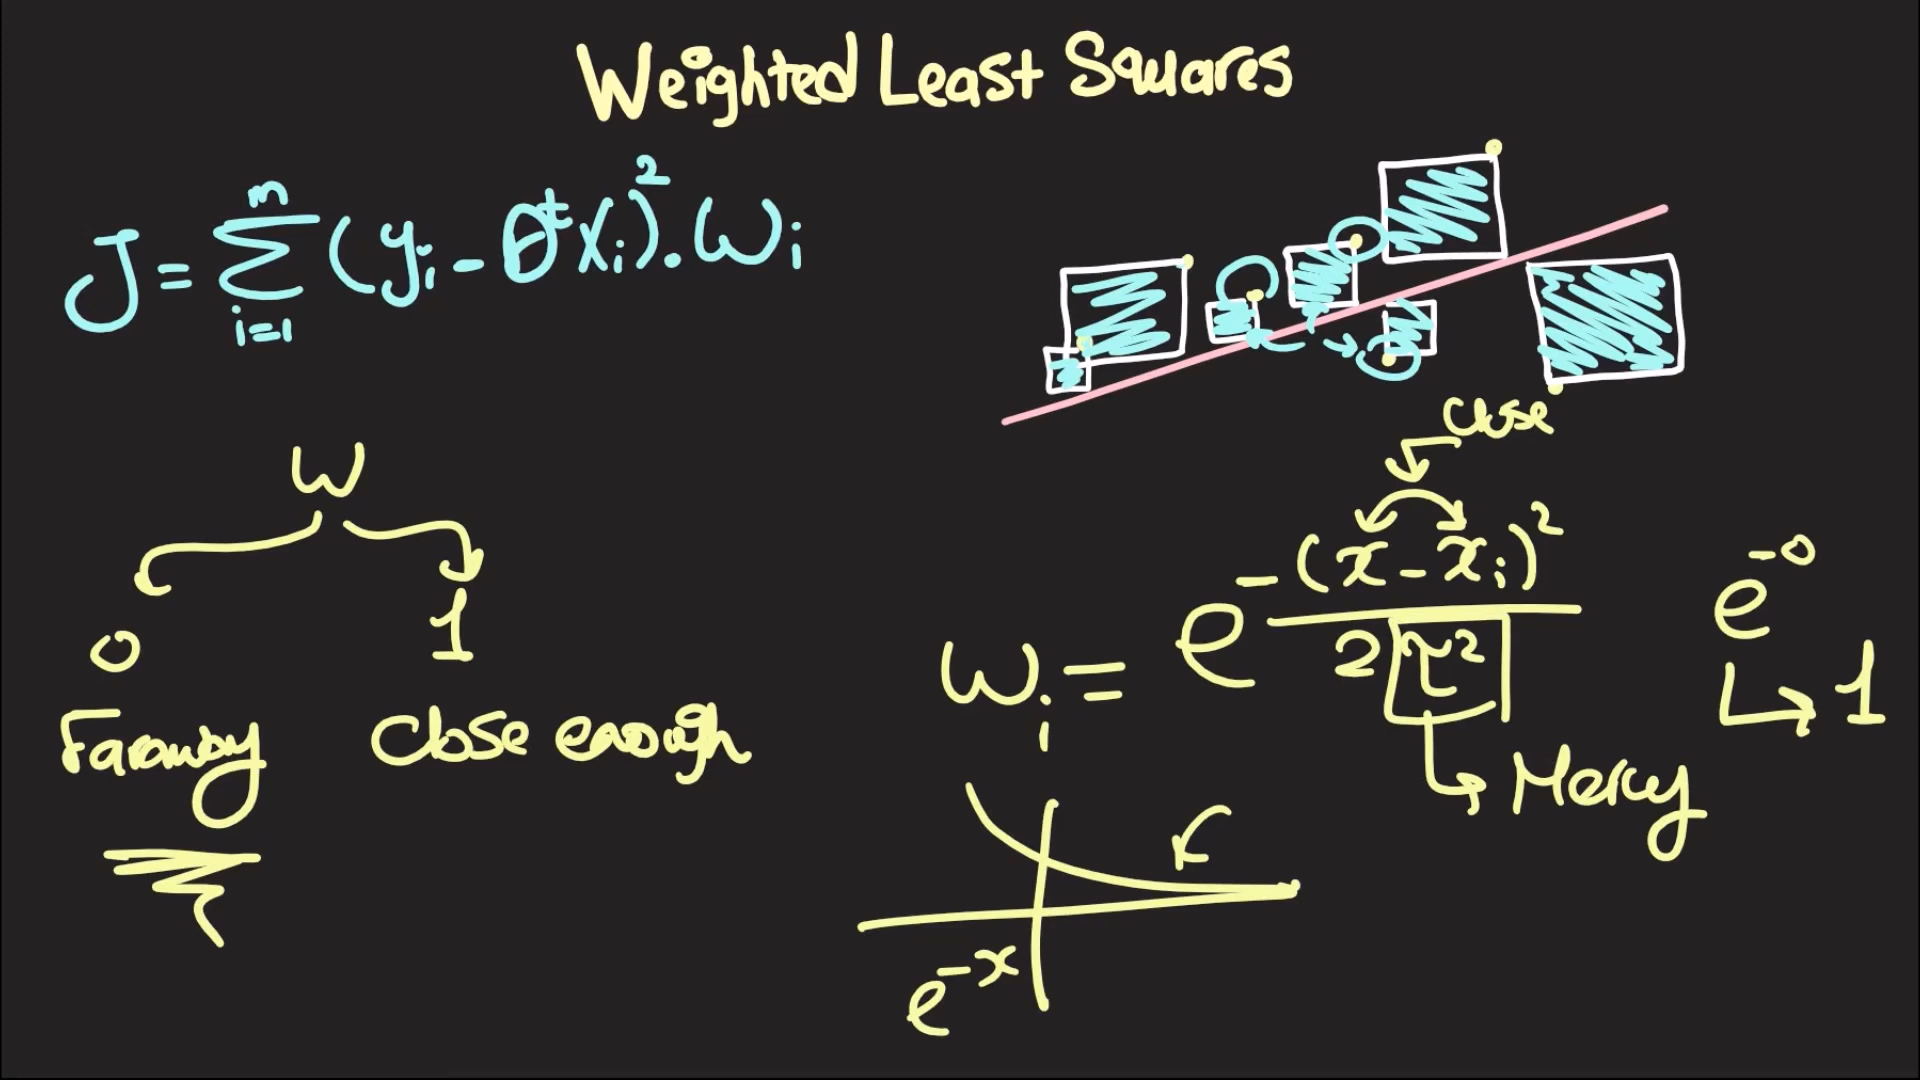 Weighted Least Squares
J = Σ_{i=1}^{m} (y_i - θ^t x_i)^2 . w_i
Close
w
0
1
Faraway
Close enough
w_i = e^{-(x - x_i)^2 / 2τ^2}
e^{-0}
1
Mercy
e^{-x}